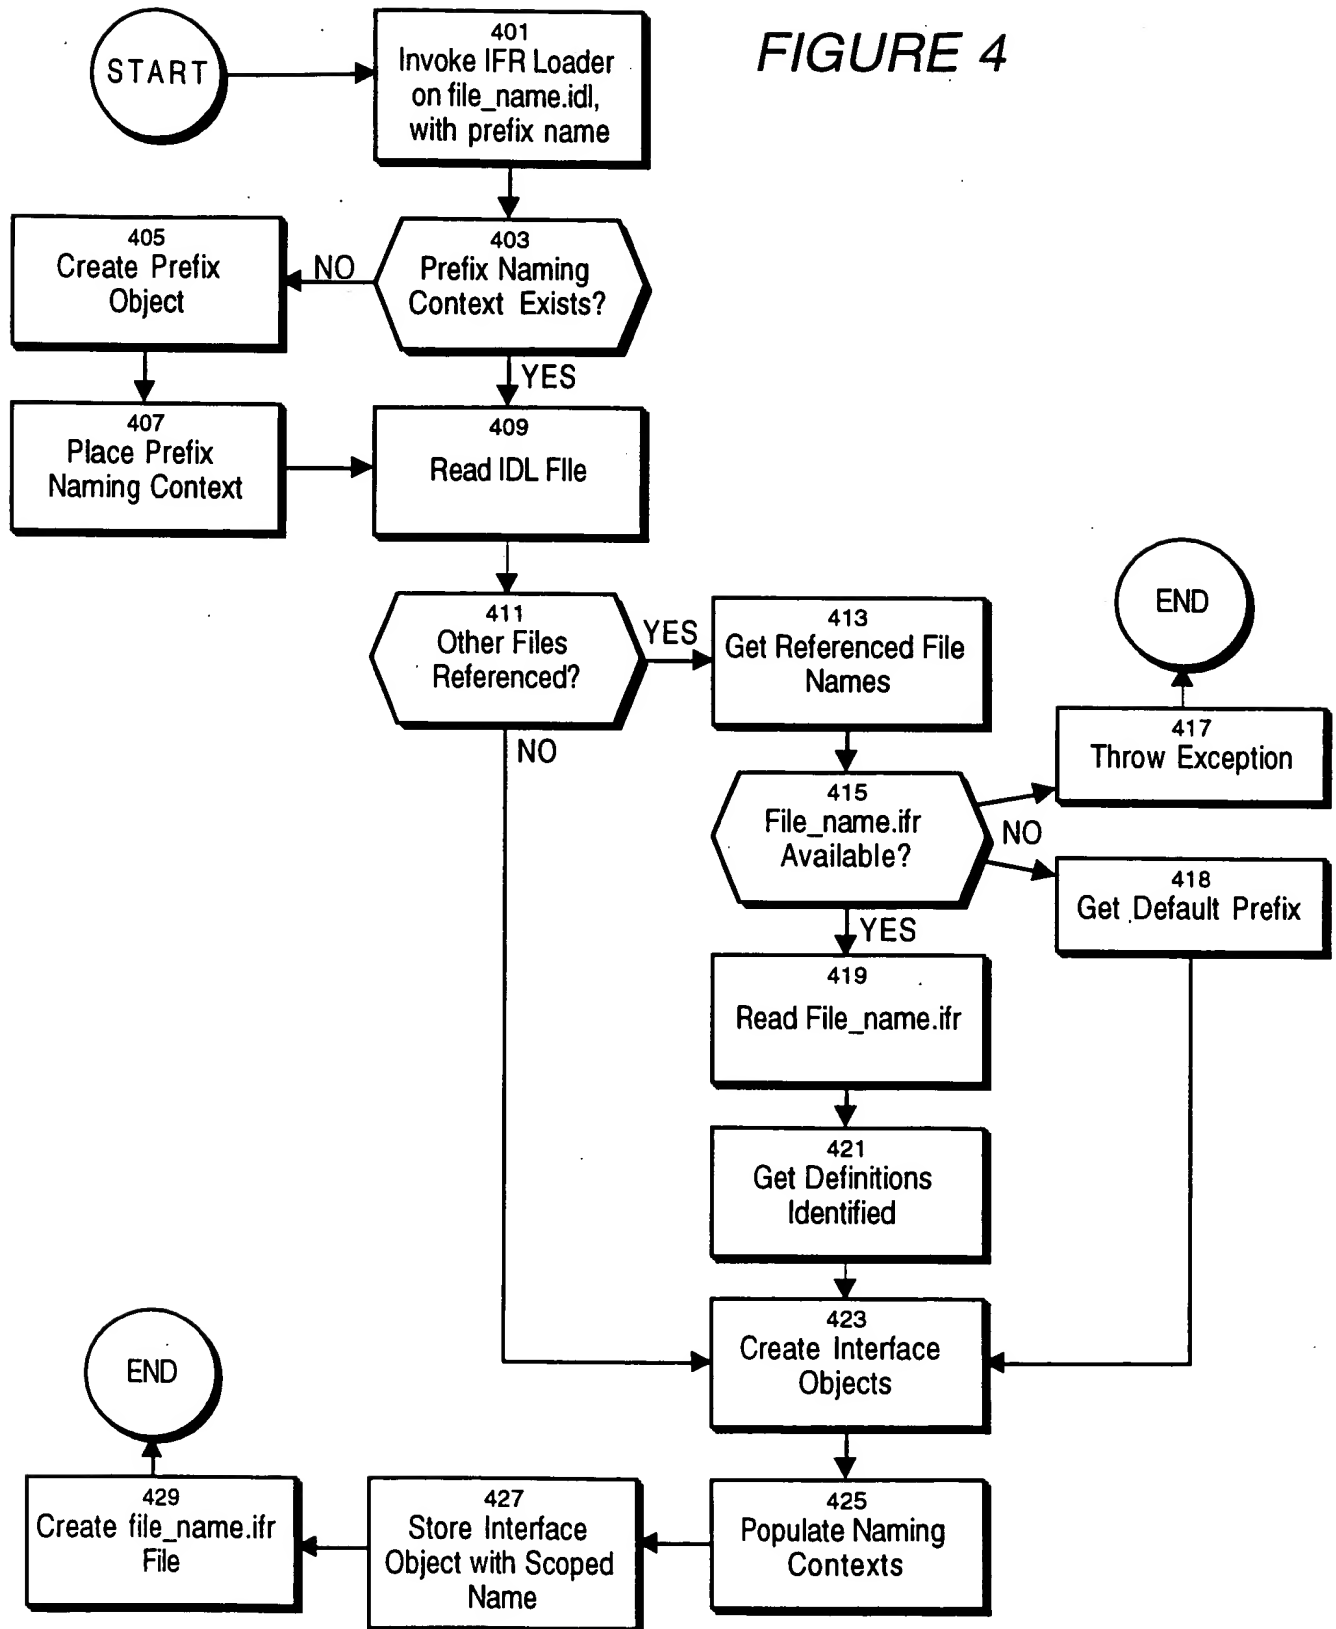 FIGURE 4
START
401
Invoke IFR Loader
on file_name.idl,
with prefix name
403
Prefix Naming
Context Exists?
NO
YES
405
Create Prefix
Object
407
Place Prefix
Naming Context
409
Read IDL FIle
411
Other Files
Referenced?
YES
NO
413
Get Referenced File
Names
415
File_name.ifr
Available?
NO
YES
417
Throw Exception
END
418
Get Default Prefix
419
Read File_name.ifr
421
Get Definitions
Identified
423
Create Interface
Objects
425
Populate Naming
Contexts
427
Store Interface
Object with Scoped
Name
429
Create file_name.ifr
File
END